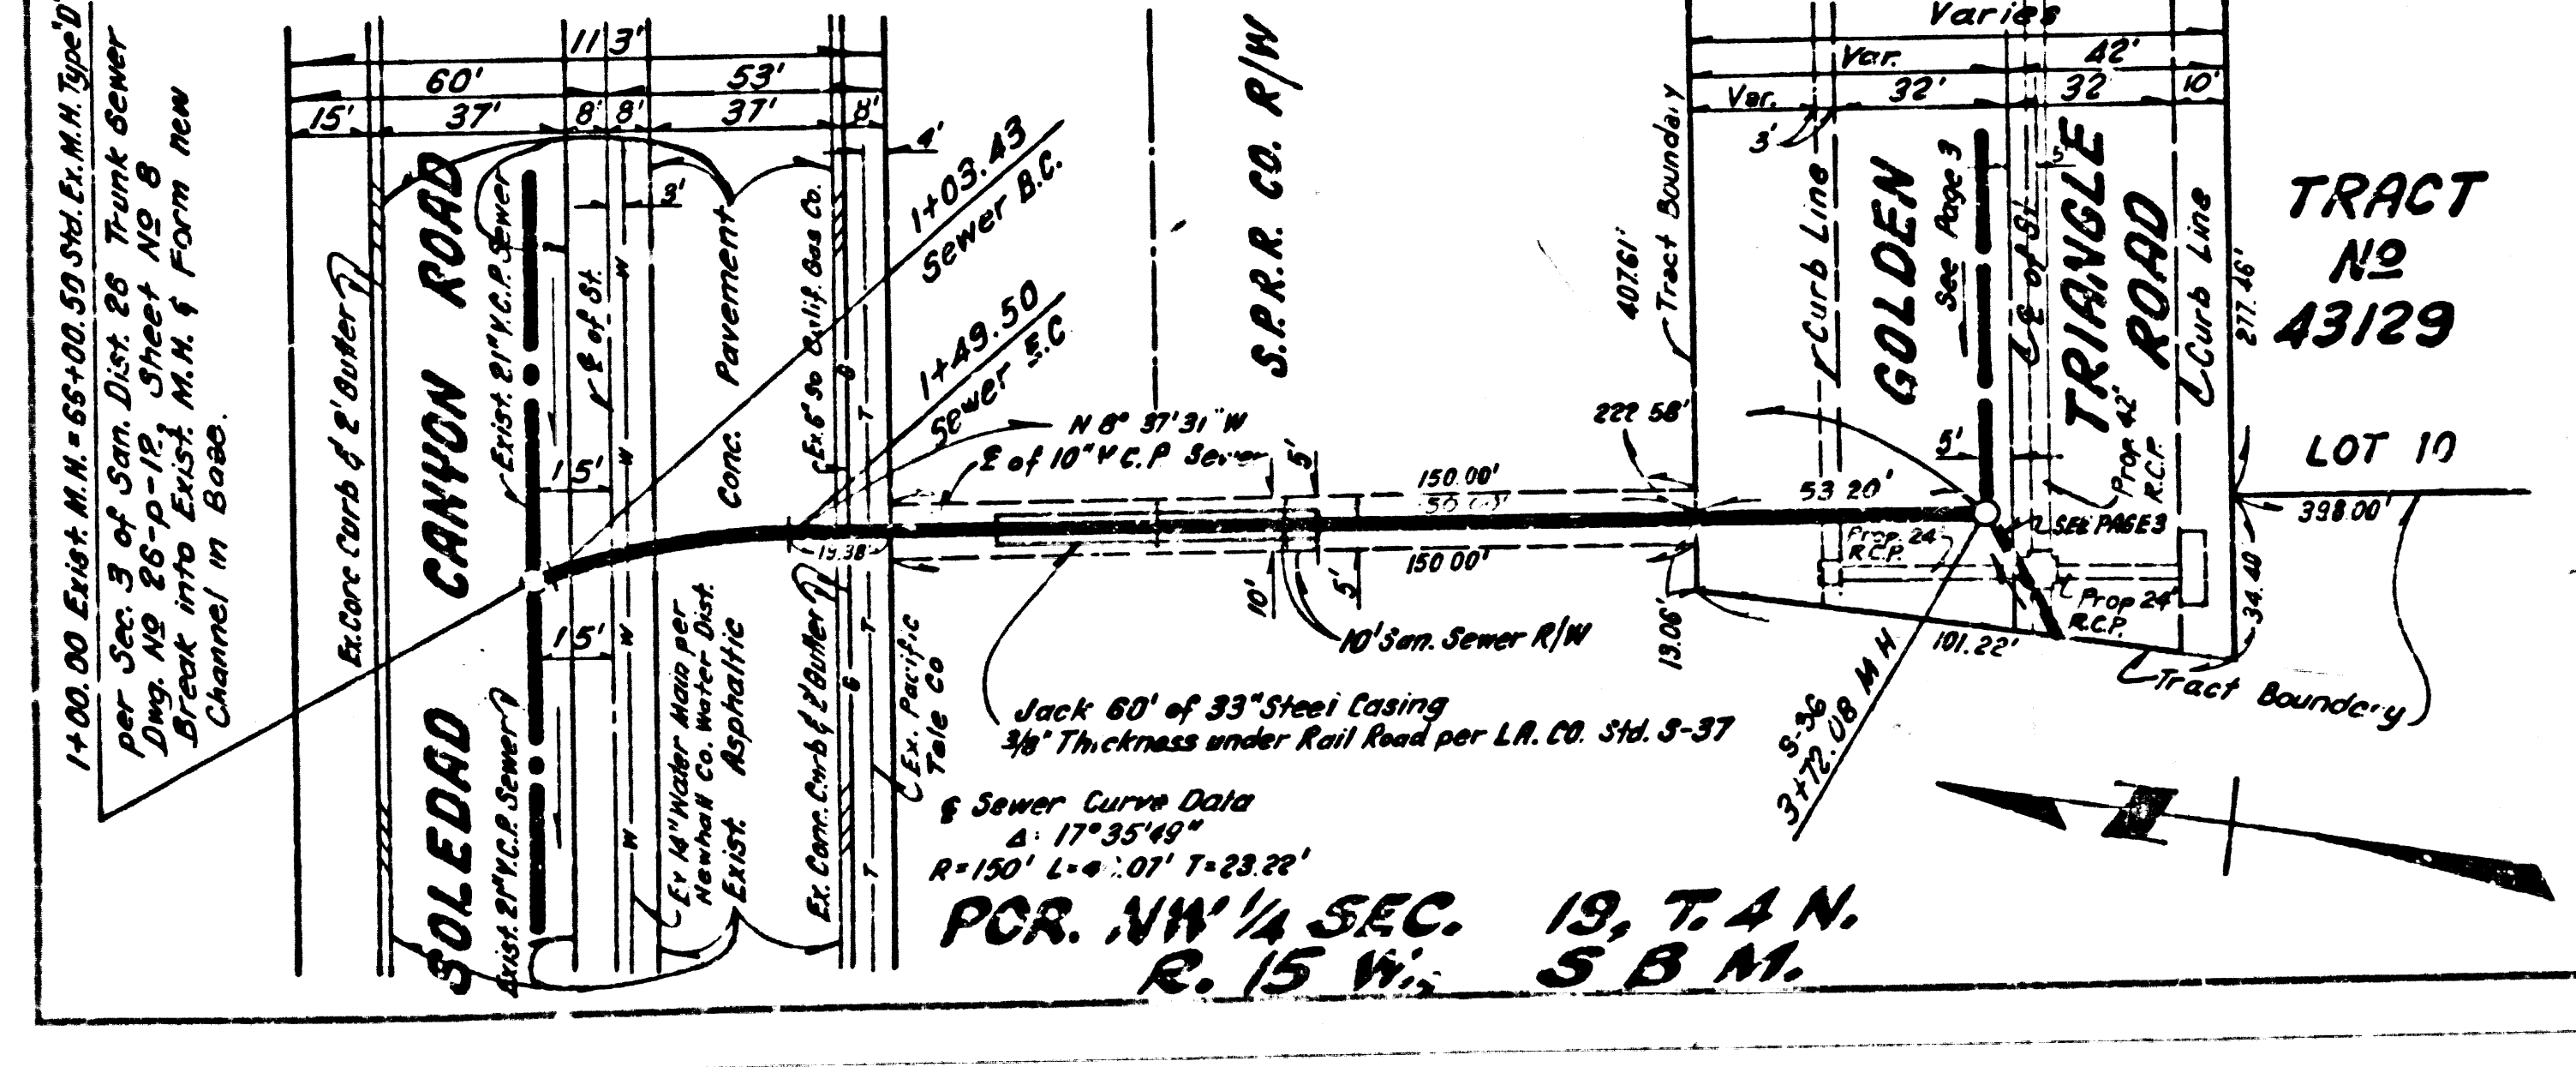 1+00.00 Exist. M.H.=66+00.50 Std. Ex. M.H. Type "D"
per Sec. 3 of San. Dist. 26 Trunk Sewer
Dwg. Nº 26-p-12, Sheet Nº 8
Break into Exist. M.H. & Form new
Channel in Base.
113'
60'
53'
15'
37'
8'
8'
37'
8'
4'
3'
Ex. Conc Curb & 2' Gutter
SOLEDAD CANYON ROAD
Exist. 21" V.C.P. Sewer
℄ of St.
15'
15'
Exist. 21" V.C.P. Sewer
W
W
W
W
Conc. Pavement
Ex 14" Water Main per
Newhall Co. Water Dist.
Exist. Asphaltic
Ex. 6" So Calif. Gas Co.
G
G
T
T
T
Ex. Conc. Curb & 2' Gutter
Ex. Pacific
Tele Co
1+03.43
Sewer B.C.
1+49.50
Sewer E.C
N 8° 37' 31" W
℄ of 10" V.C.P. Sewer
19.38'
S.P.R.R. CO. R/W
5'
10'
5'
150.00'
150.00'
10' San. Sewer R/W
Jack 60' of 33" Steel Casing
3/8" Thickness under Rail Road per L.A. CO. Std. S-37
℄ Sewer Curve Data
Δ: 17°35'49"
R=150' T=23.22'
POR. NW 1/4 SEC. 19, T. 4 N.
R. 15 W., S B M.
Varies
Var.
42'
Var.
32'
32
10'
3'
5'
407.61'
Tract Boundary
Curb Line
GOLDEN
See Page 3
℄ of St.
TRIANGLE
ROAD
Curb Line
277.46'
TRACT
Nº
43129
LOT 10
398.00'
222 58'
53 20'
5'
Prop 42"
R.C.P.
SEE PAGE 3
Prop. 24
R.C.P.
Prop 24"
R.C.P.
34.40
19.06'
101.22'
Tract Boundary
S-36
3+72.08 M H